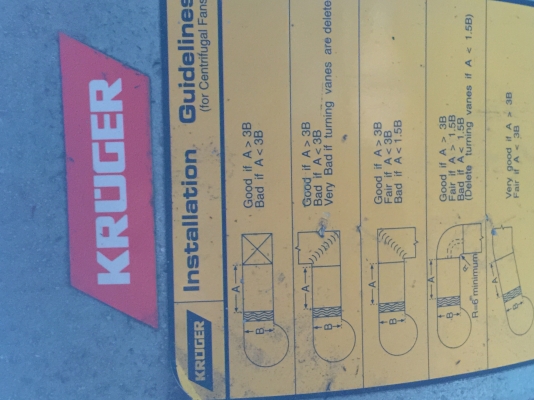 KRÜGER
KRÜGER
Installation Guidelines
(for Centrifugal Fans
Good if A > 3B
Bad if A < 3B
A
B
Good if A > 3B
Bad if A < 3B
Very Bad if turning vanes are delete
A
B
Good if A > 3B
Fair if A < 3B
Bad if A < 1.5B
A
B
Good if A > 3B
Fair if A > 1.5B
Bad if A < 1.5B
(Delete turning vanes if A < 1.5B)
A
B
R
R=6"minimum
Very good if A > 3B
Fair if A < 3B
A
B